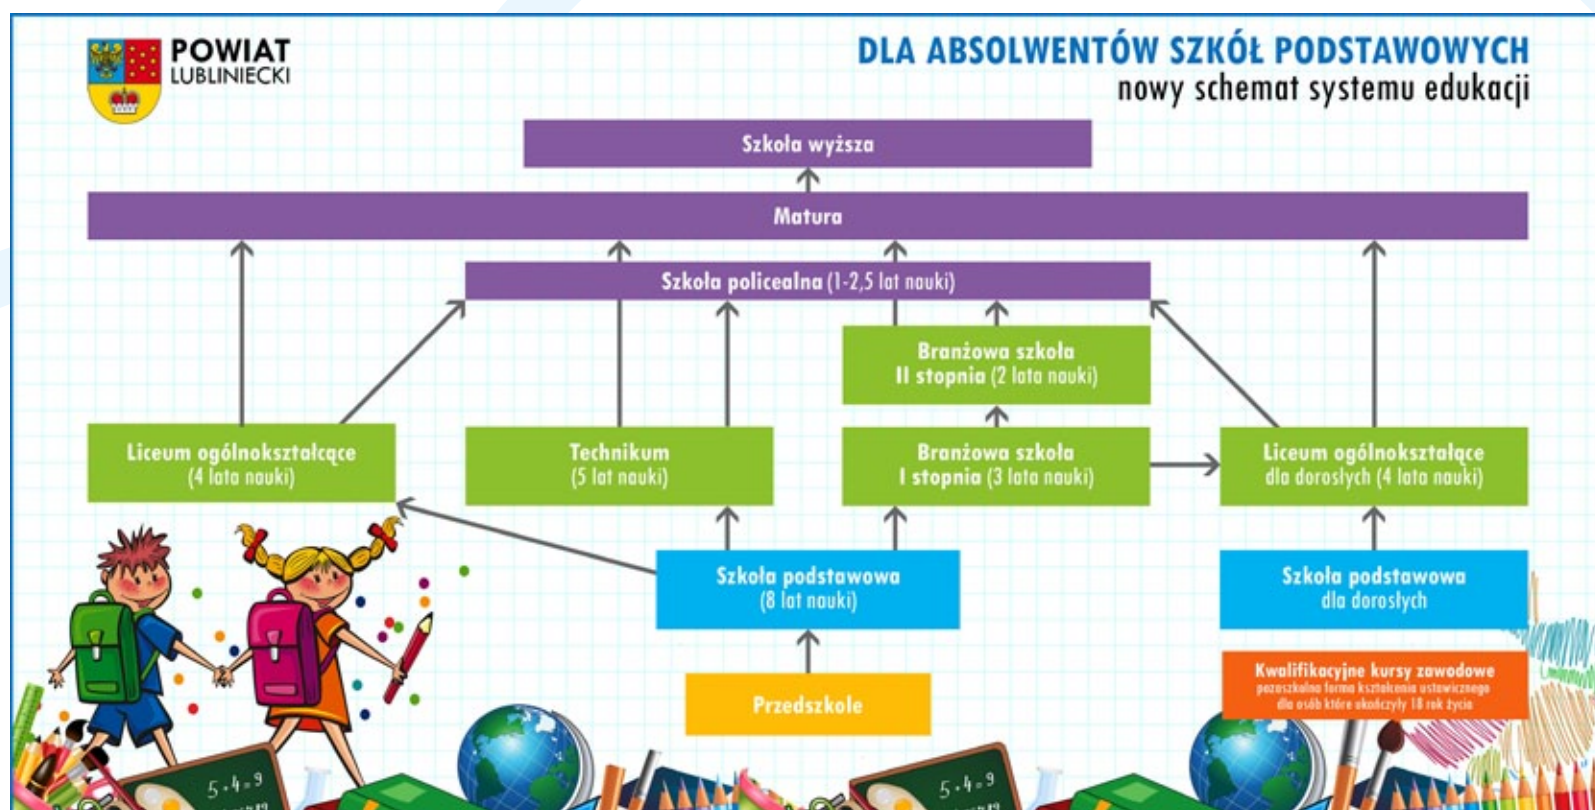 POWIAT
LUBLINIECKI
DLA ABSOLWENTÓW SZKÓŁ PODSTAWOWYCH
nowy schemat systemu edukacji
Szkoła wyższa
Matura
Szkoła policealna (1-2,5 lat nauki)
Branżowa szkoła
II stopnia (2 lata nauki)
Liceum ogólnokształcące
(4 lata nauki)
Technikum
(5 lat nauki)
Branżowa szkoła
I stopnia (3 lata nauki)
Liceum ogólnokształcące
dla dorosłych (4 lata nauki)
Szkoła podstawowa
(8 lat nauki)
Szkoła podstawowa
dla dorosłych
Kwalifikacyjne kursy zawodowe
pozaszkolna forma kształcenia ustawicznego
dla osób które ukończyły 18 rok życia
Przedszkole
5+4=9
5+4=9